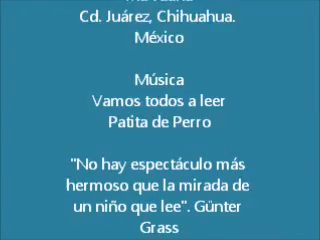 Cd. Juárez, Chihuahua.
México
Música
Vamos todos a leer
Patita de Perro
"No hay espectáculo más
hermoso que la mirada de
un niño que lee". Günter
Grass